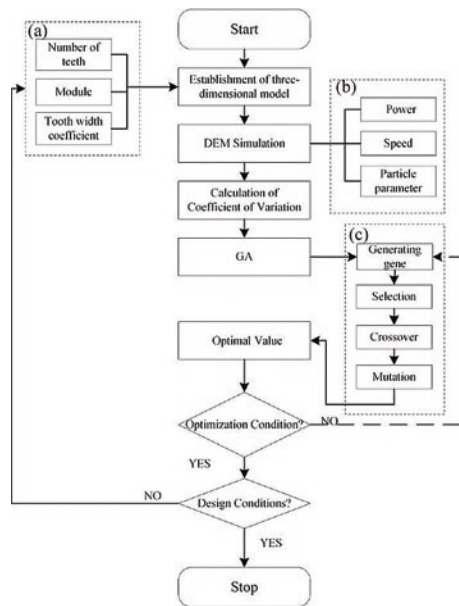 (a)
Number of
teeth
Module
Tooth width
coefficient
Start
Establishment of three-
dimensional model
DEM Simulation
Calculation of
Coefficient of Variation
GA
(b)
Power
Speed
Particle
parameter
(c)
Generating
gene
Selection
Crossover
Mutation
Optimal Value
Optimization Condition?
NO
YES
Design Conditions?
NO
YES
Stop